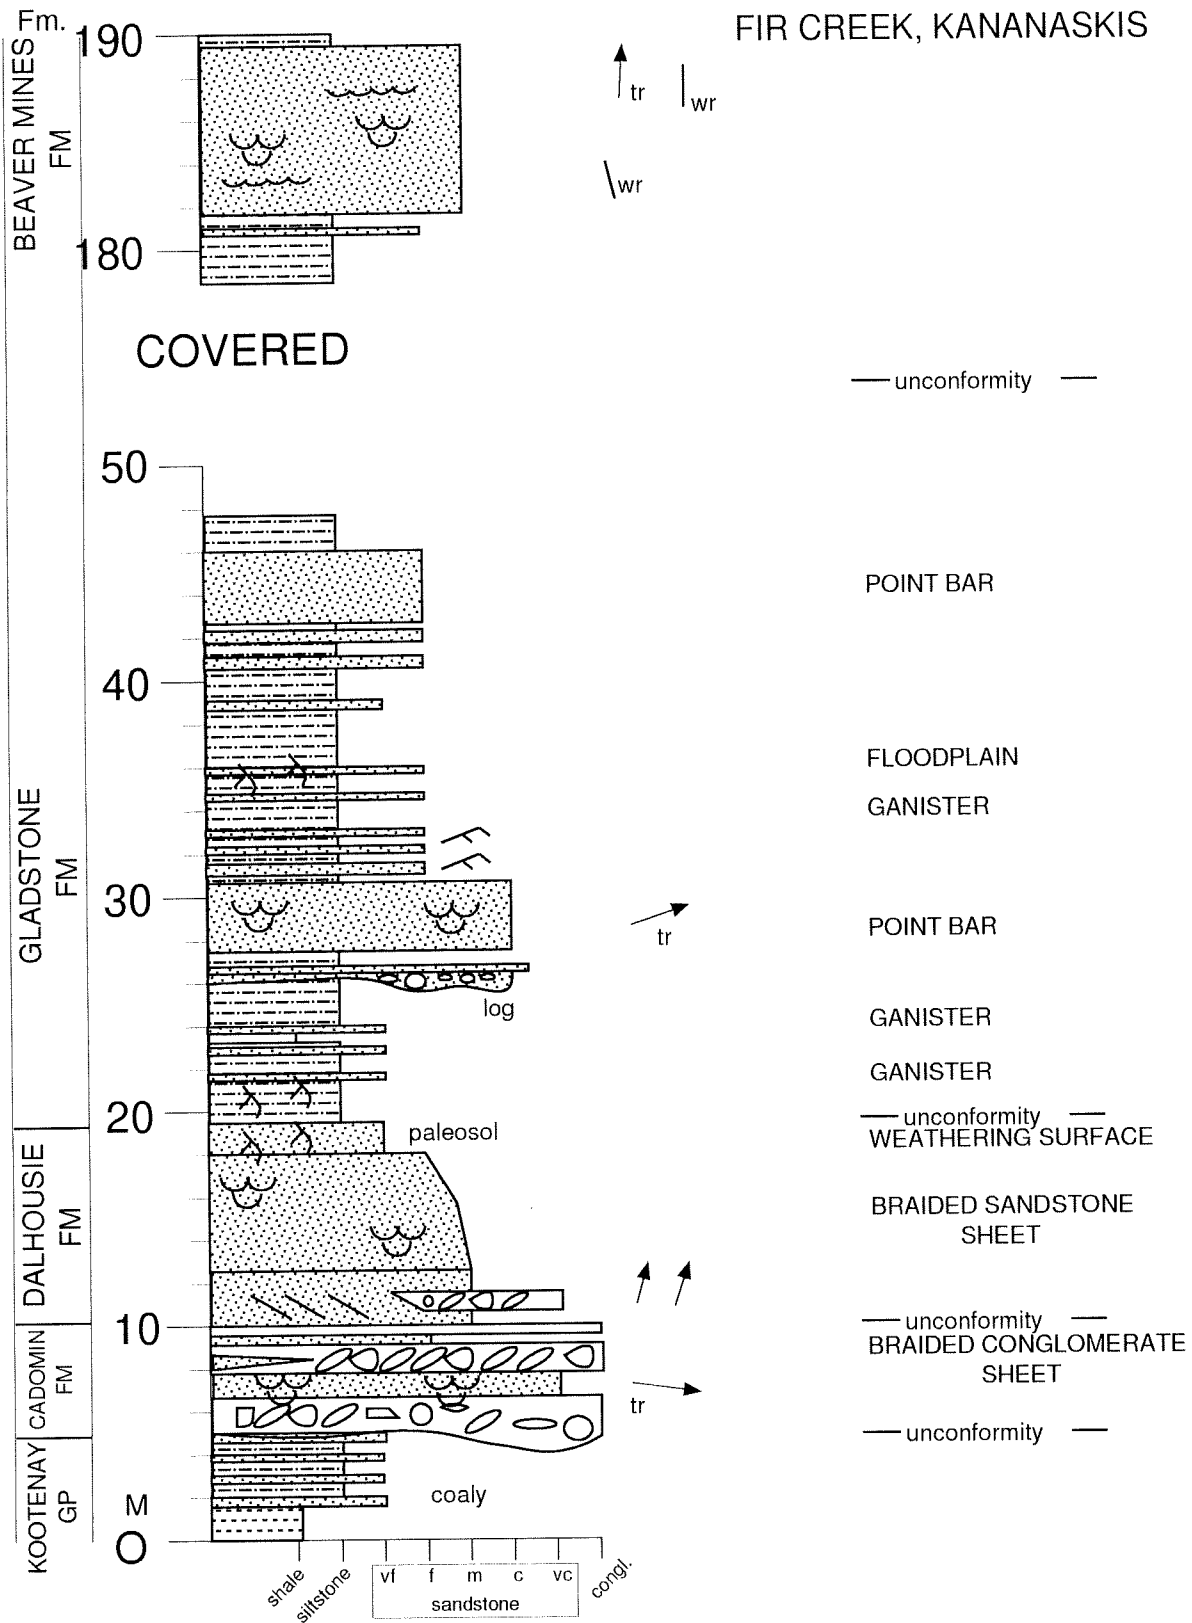 Fm.
FIR CREEK, KANANASKIS
190
BEAVER MINES
FM
tr
wr
wr
180
COVERED
unconformity
50
POINT BAR
40
FLOODPLAIN
GANISTER
GLADSTONE
FM
30
POINT BAR
tr
log
GANISTER
GANISTER
20
unconformity
paleosol
WEATHERING SURFACE
DALHOUSIE
FM
BRAIDED SANDSTONE
SHEET
10
unconformity
CADOMIN
FM
BRAIDED CONGLOMERATE
SHEET
tr
unconformity
KOOTENAY
GP
coaly
M
O
shale
siltstone
vf f m c vc
congl.
sandstone